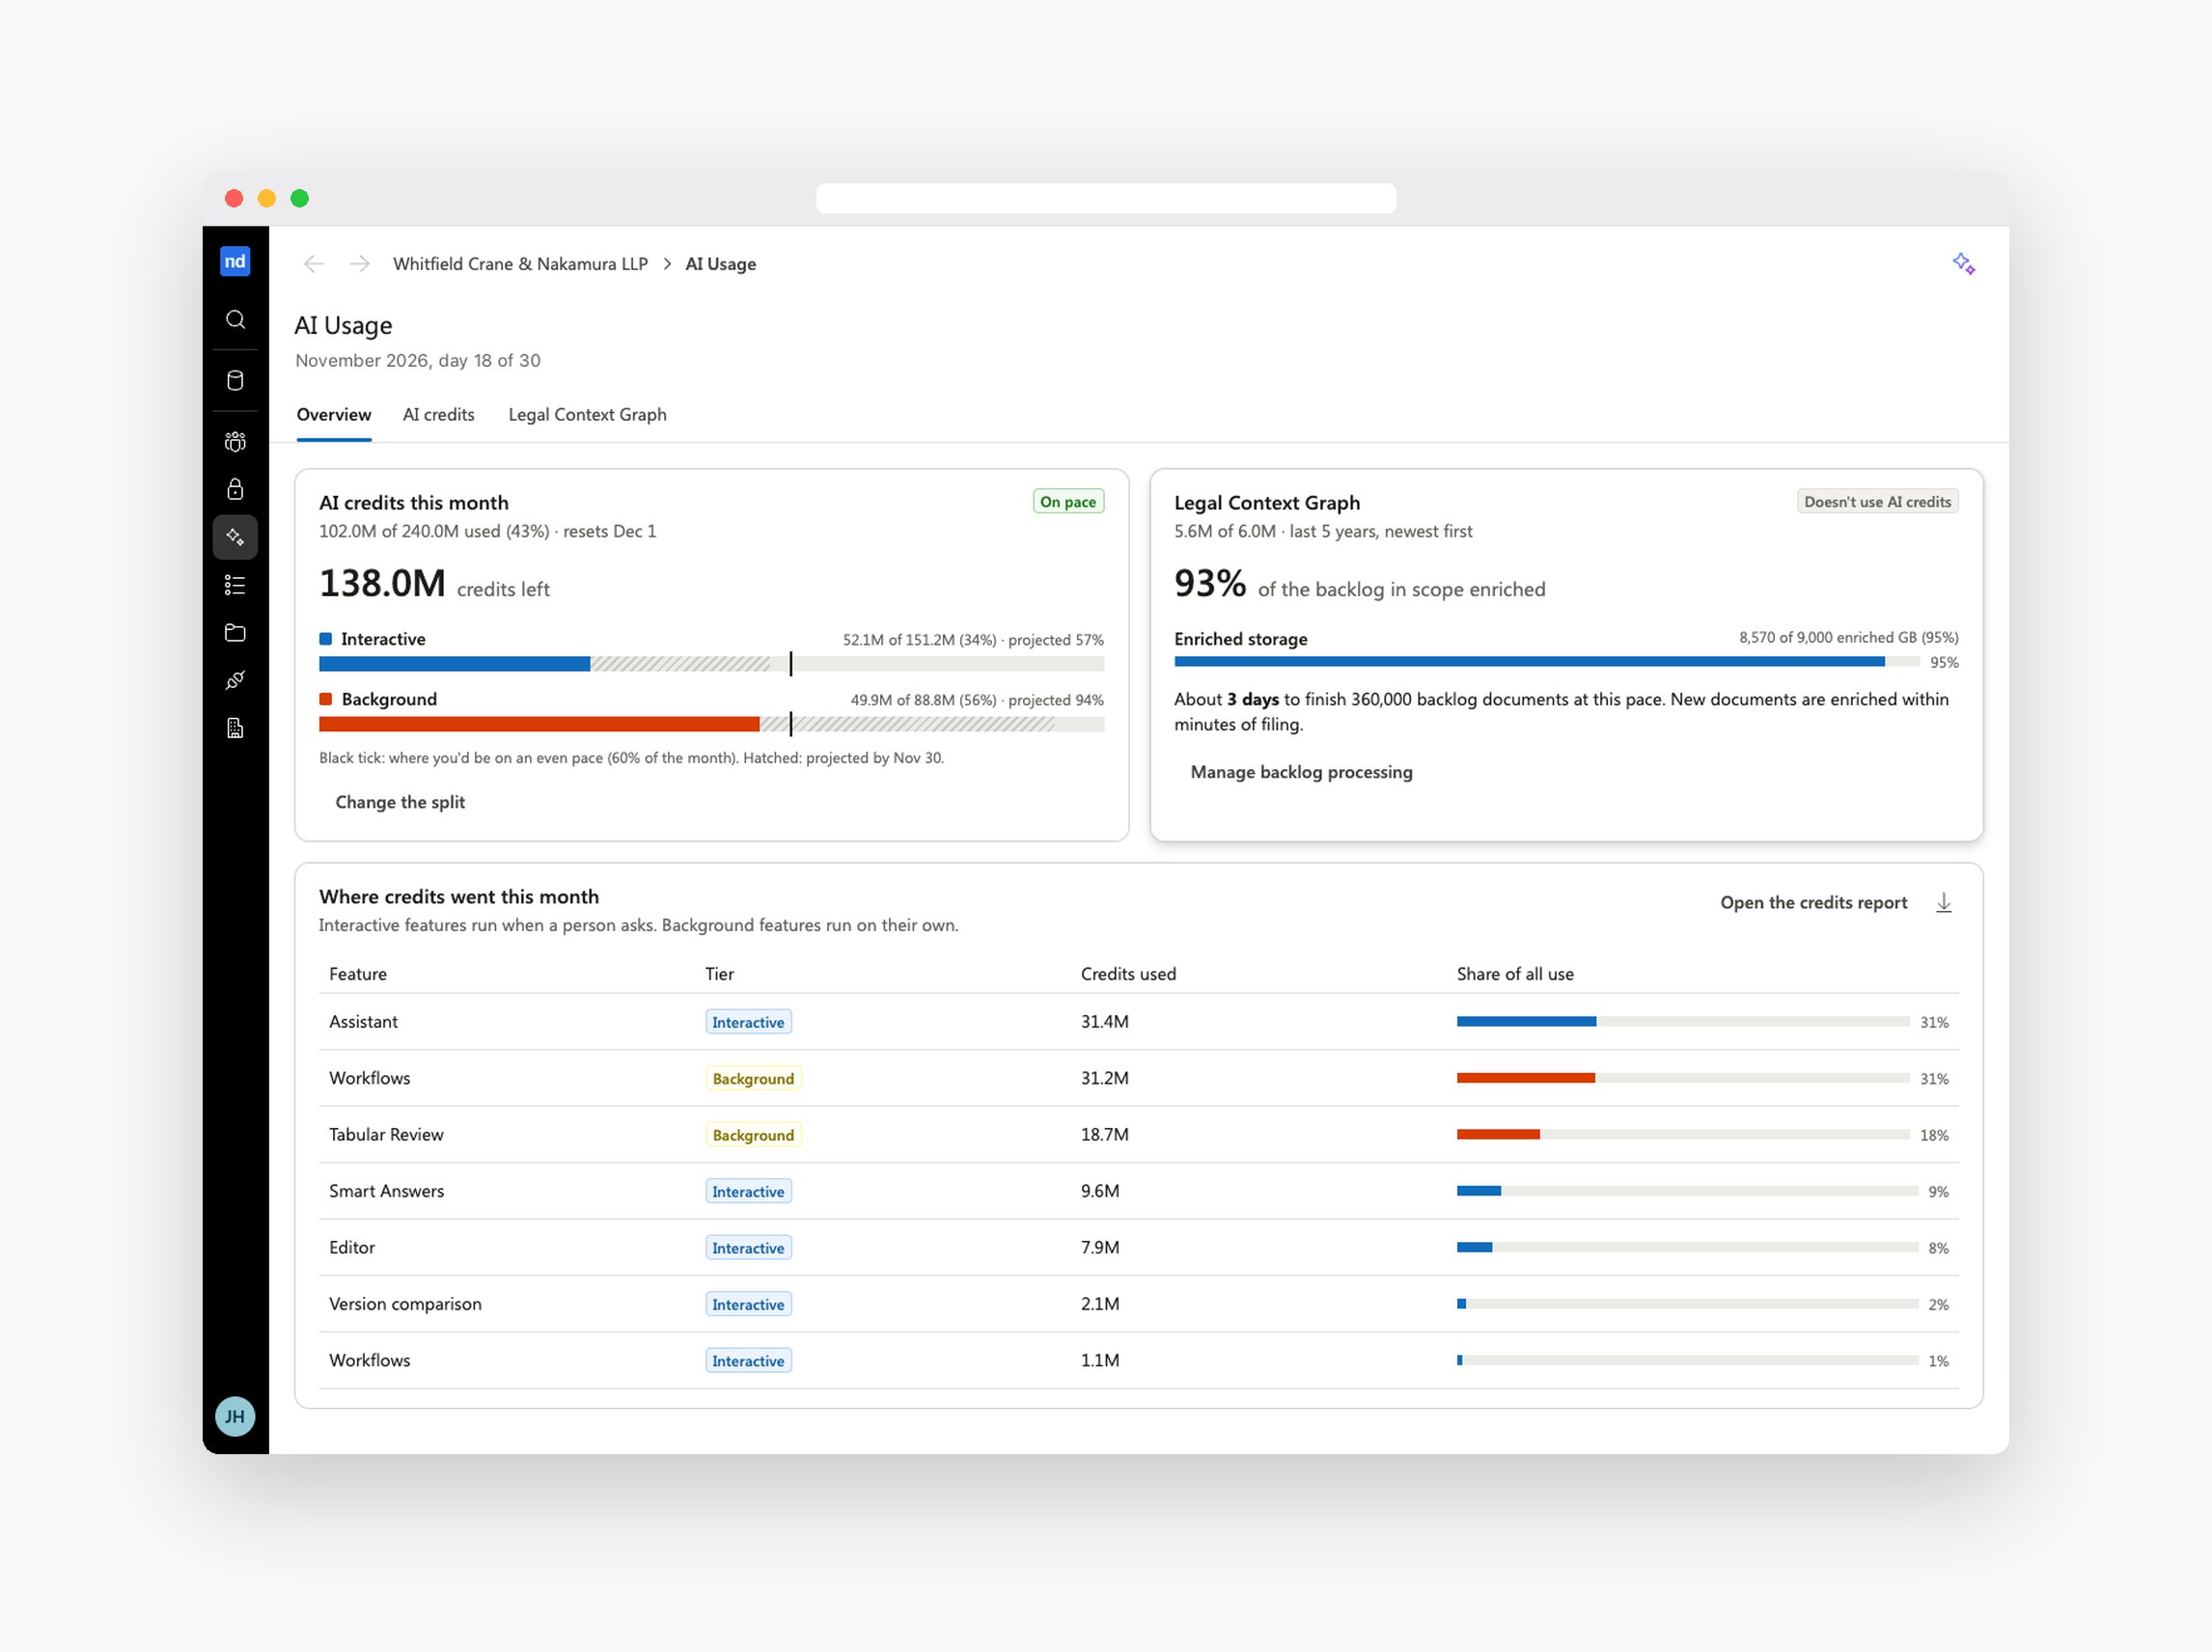 nd
Whitfield Crane & Nakamura LLP > AI Usage
AI Usage
November 2026, day 18 of 30
Overview AI credits Legal Context Graph
AI credits this month On pace
102.0M of 240.0M used (43%) · resets Dec 1
138.0M credits left
Interactive 52.1M of 151.2M (34%) · projected 57%
Background 49.9M of 88.8M (56%) · projected 94%
Black tick: where you'd be on an even pace (60% of the month). Hatched: projected by Nov 30.
Change the split
Legal Context Graph Doesn't use AI credits
5.6M of 6.0M · last 5 years, newest first
93% of the backlog in scope enriched
Enriched storage 8,570 of 9,000 enriched GB (95%)
95%
About 3 days to finish 360,000 backlog documents at this pace. New documents are enriched within
minutes of filing.
Manage backlog processing
Where credits went this month Open the credits report
Interactive features run when a person asks. Background features run on their own.
Feature Tier Credits used Share of all use
Assistant Interactive 31.4M 31%
Workflows Background 31.2M 31%
Tabular Review Background 18.7M 18%
Smart Answers Interactive 9.6M 9%
Editor Interactive 7.9M 8%
Version comparison Interactive 2.1M 2%
Workflows Interactive 1.1M 1%
JH